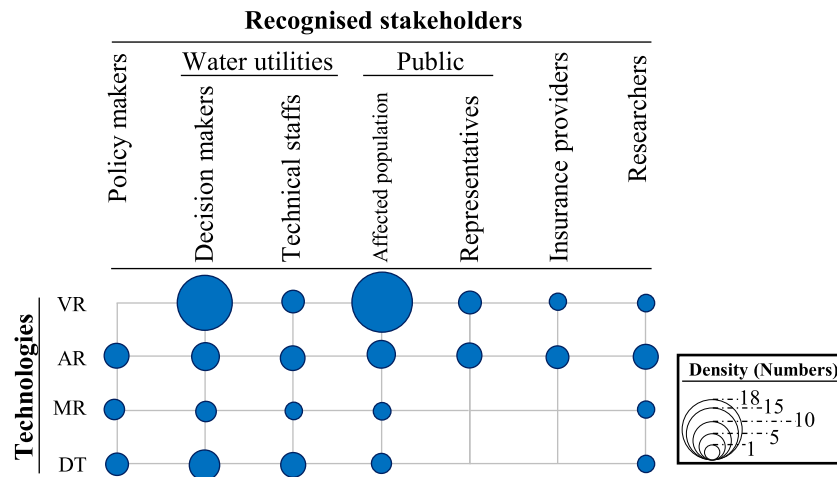 Recognised stakeholders
Water utilities
Public
Policy makers
Decision makers
Technical staffs
Affected population
Representatives
Insurance providers
Researchers
Technologies
VR
AR
MR
DT
Density (Numbers)
18
15
10
5
1